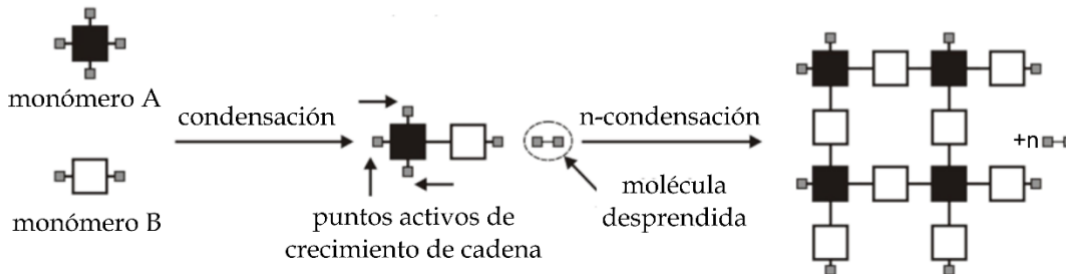 monómero A
monómero B
condensación
puntos activos de
crecimiento de cadena
n-condensación
molécula
desprendida
+n